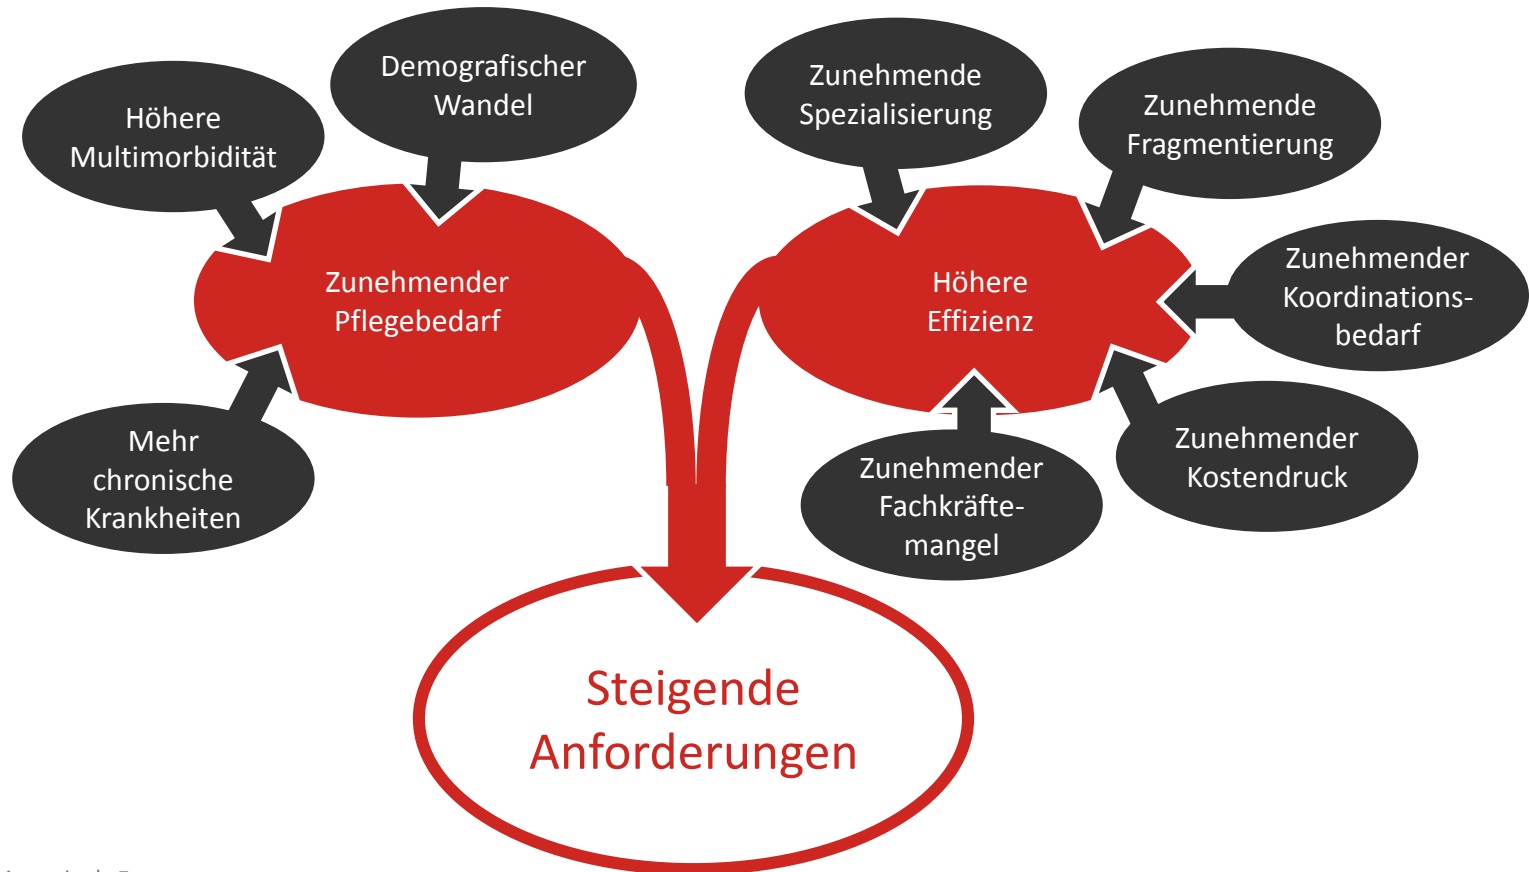 Demografischer
Wandel
Höhere
Multimorbidität
Zunehmender
Pflegebedarf
Mehr
chronische
Krankheiten
Zunehmende
Spezialisierung
Zunehmende
Fragmentierung
Höhere
Effizienz
Zunehmender
Koordinations-
bedarf
Zunehmender
Kostendruck
Zunehmender
Fachkräfte-
mangel
Steigende
Anforderungen